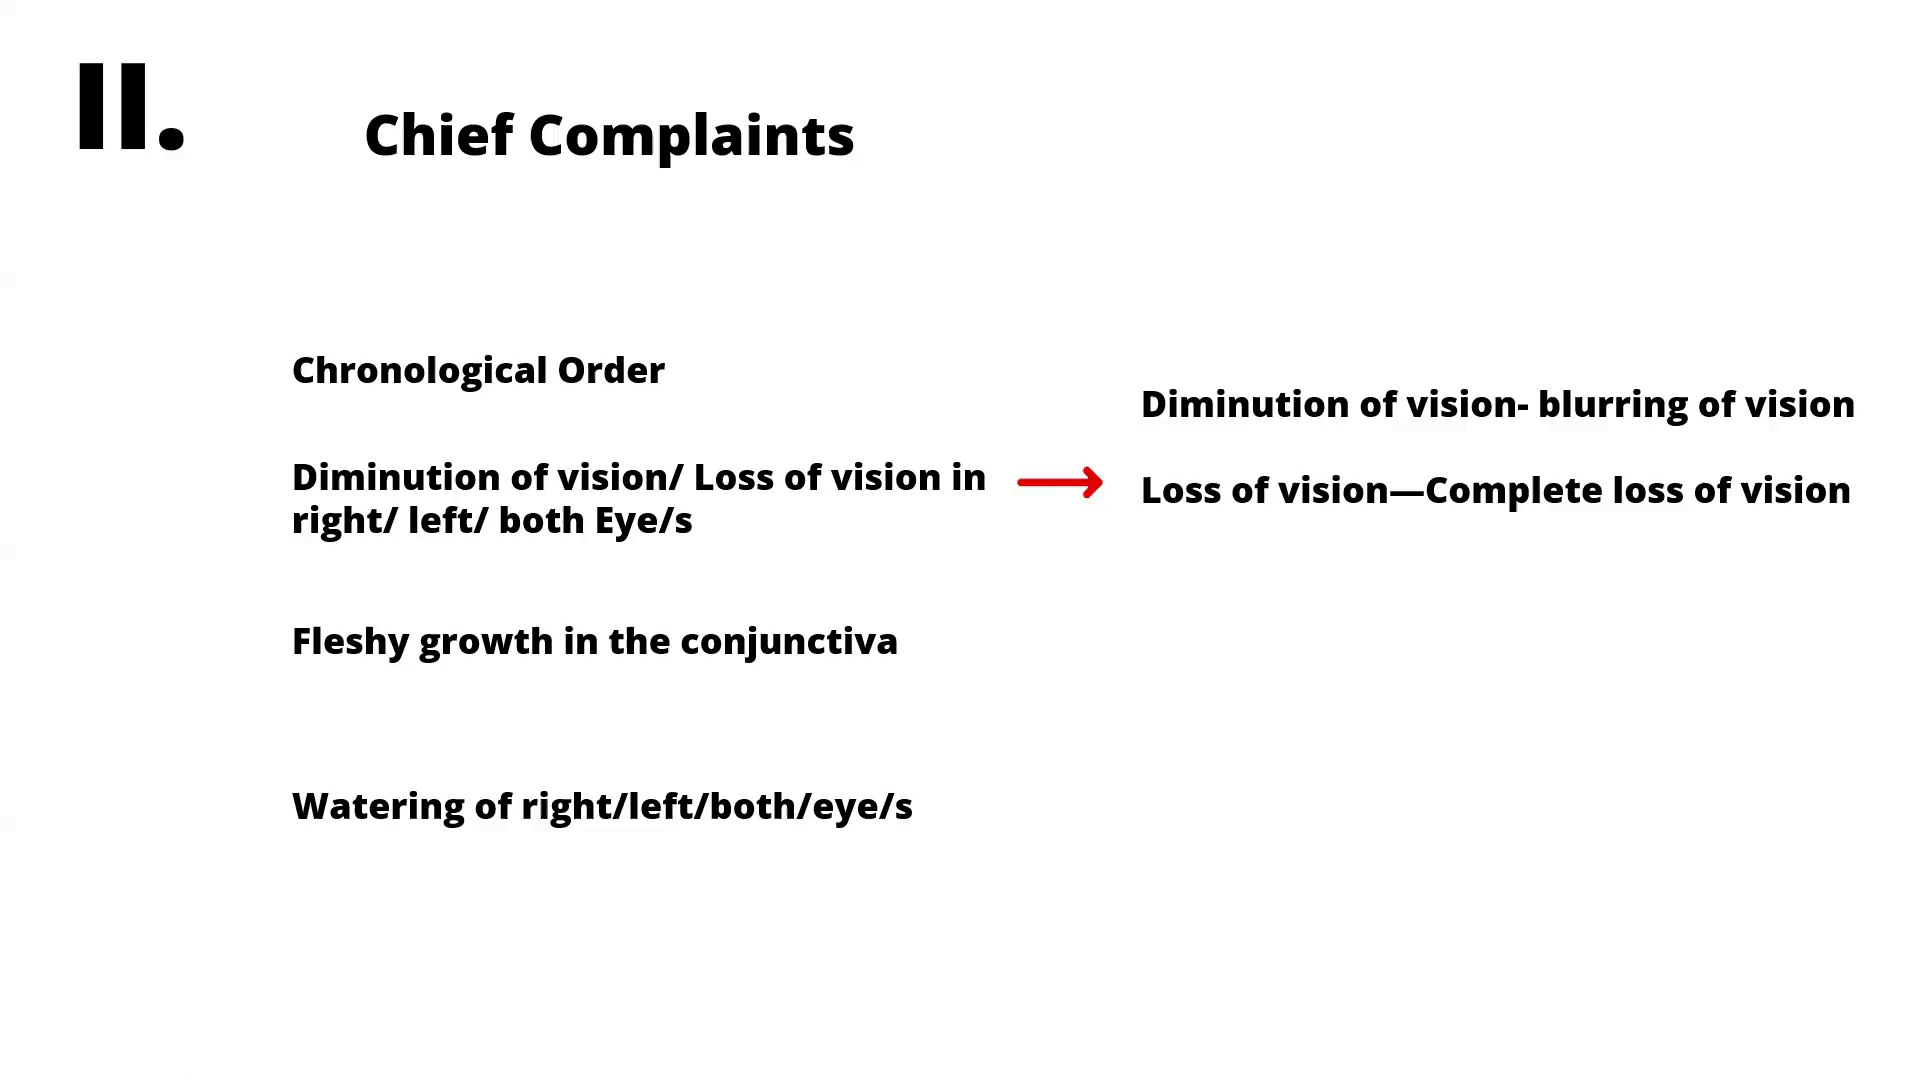 II.
Chief Complaints
Chronological Order
Diminution of vision/ Loss of vision in
right/ left/ both Eye/s
Diminution of vision- blurring of vision
Loss of vision—Complete loss of vision
Fleshy growth in the conjunctiva
Watering of right/left/both/eye/s